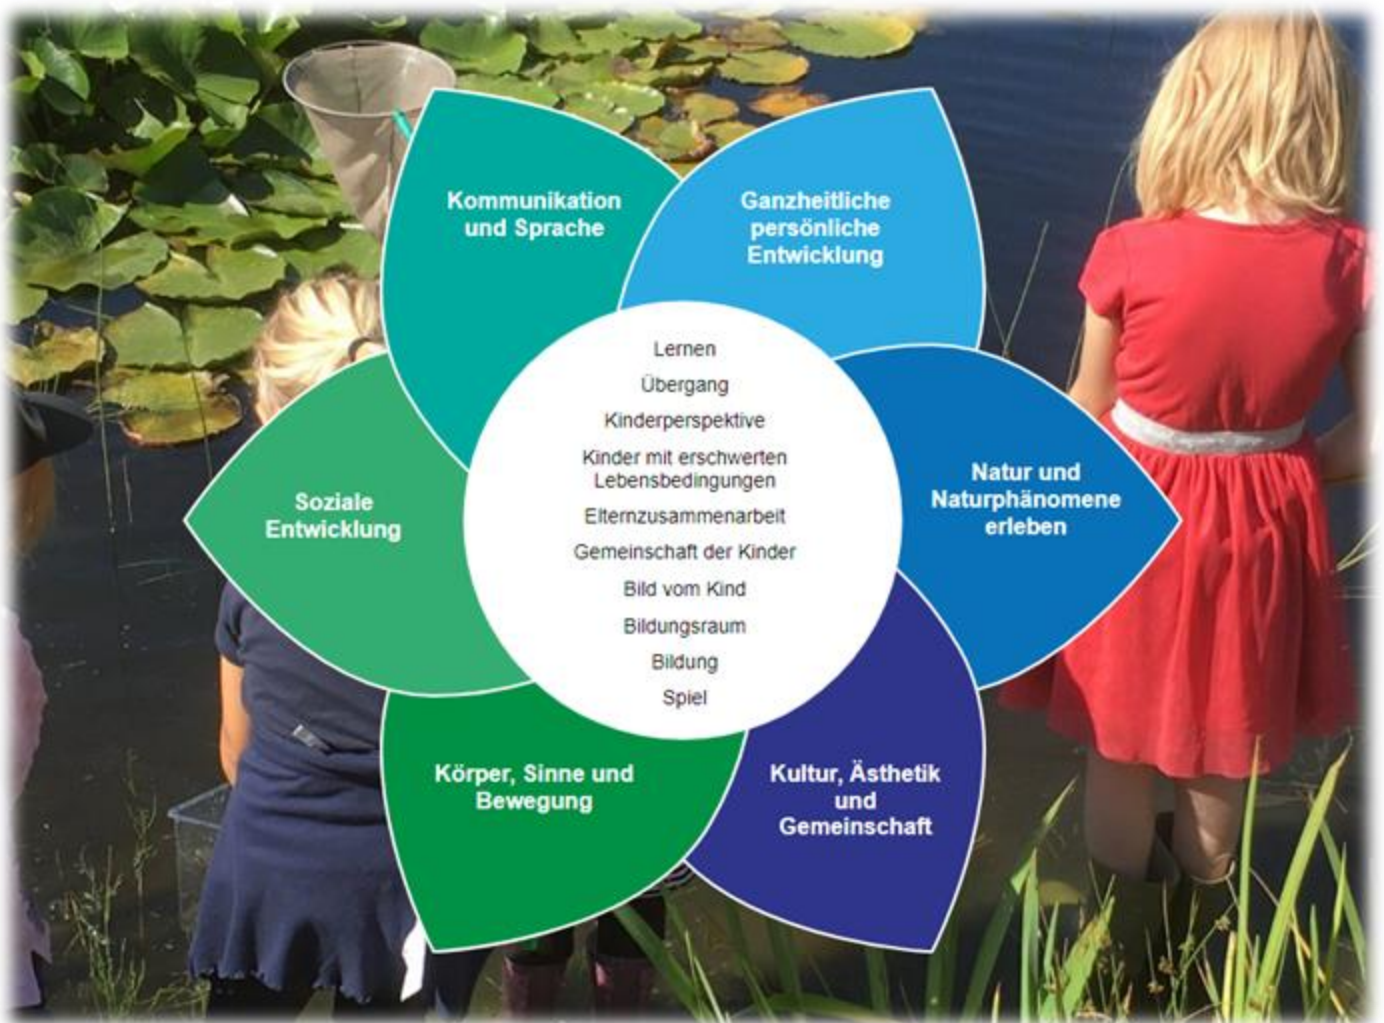 Kommunikation
und Sprache
Ganzheitliche
persönliche
Entwicklung
Natur und
Naturphänomene
erleben
Kultur, Ästhetik
und
Gemeinschaft
Körper, Sinne und
Bewegung
Soziale
Entwicklung
Lernen
Übergang
Kinderperspektive
Kinder mit erschwerten
Lebensbedingungen
Elternzusammenarbeit
Gemeinschaft der Kinder
Bild vom Kind
Bildungsraum
Bildung
Spiel